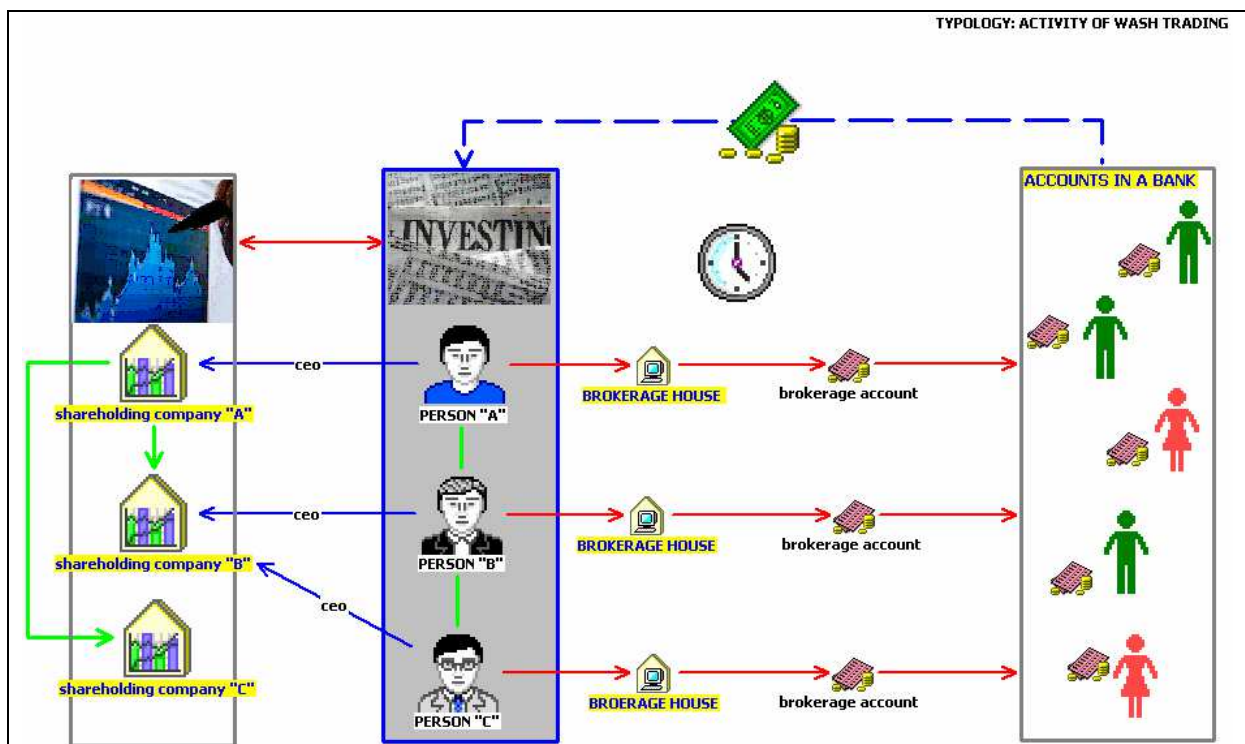 TYPOLOGY: ACTIVITY OF WASH TRADING
ACCOUNTS IN A BANK
INVESTIN
ceo
shareholding company "A"
PERSON "A"
BROKERAGE HOUSE
brokerage account
ceo
shareholding company "B"
PERSON "B"
BROKERAGE HOUSE
brokerage account
ceo
shareholding company "C"
PERSON "C"
BROERAGE HOUSE
brokerage account